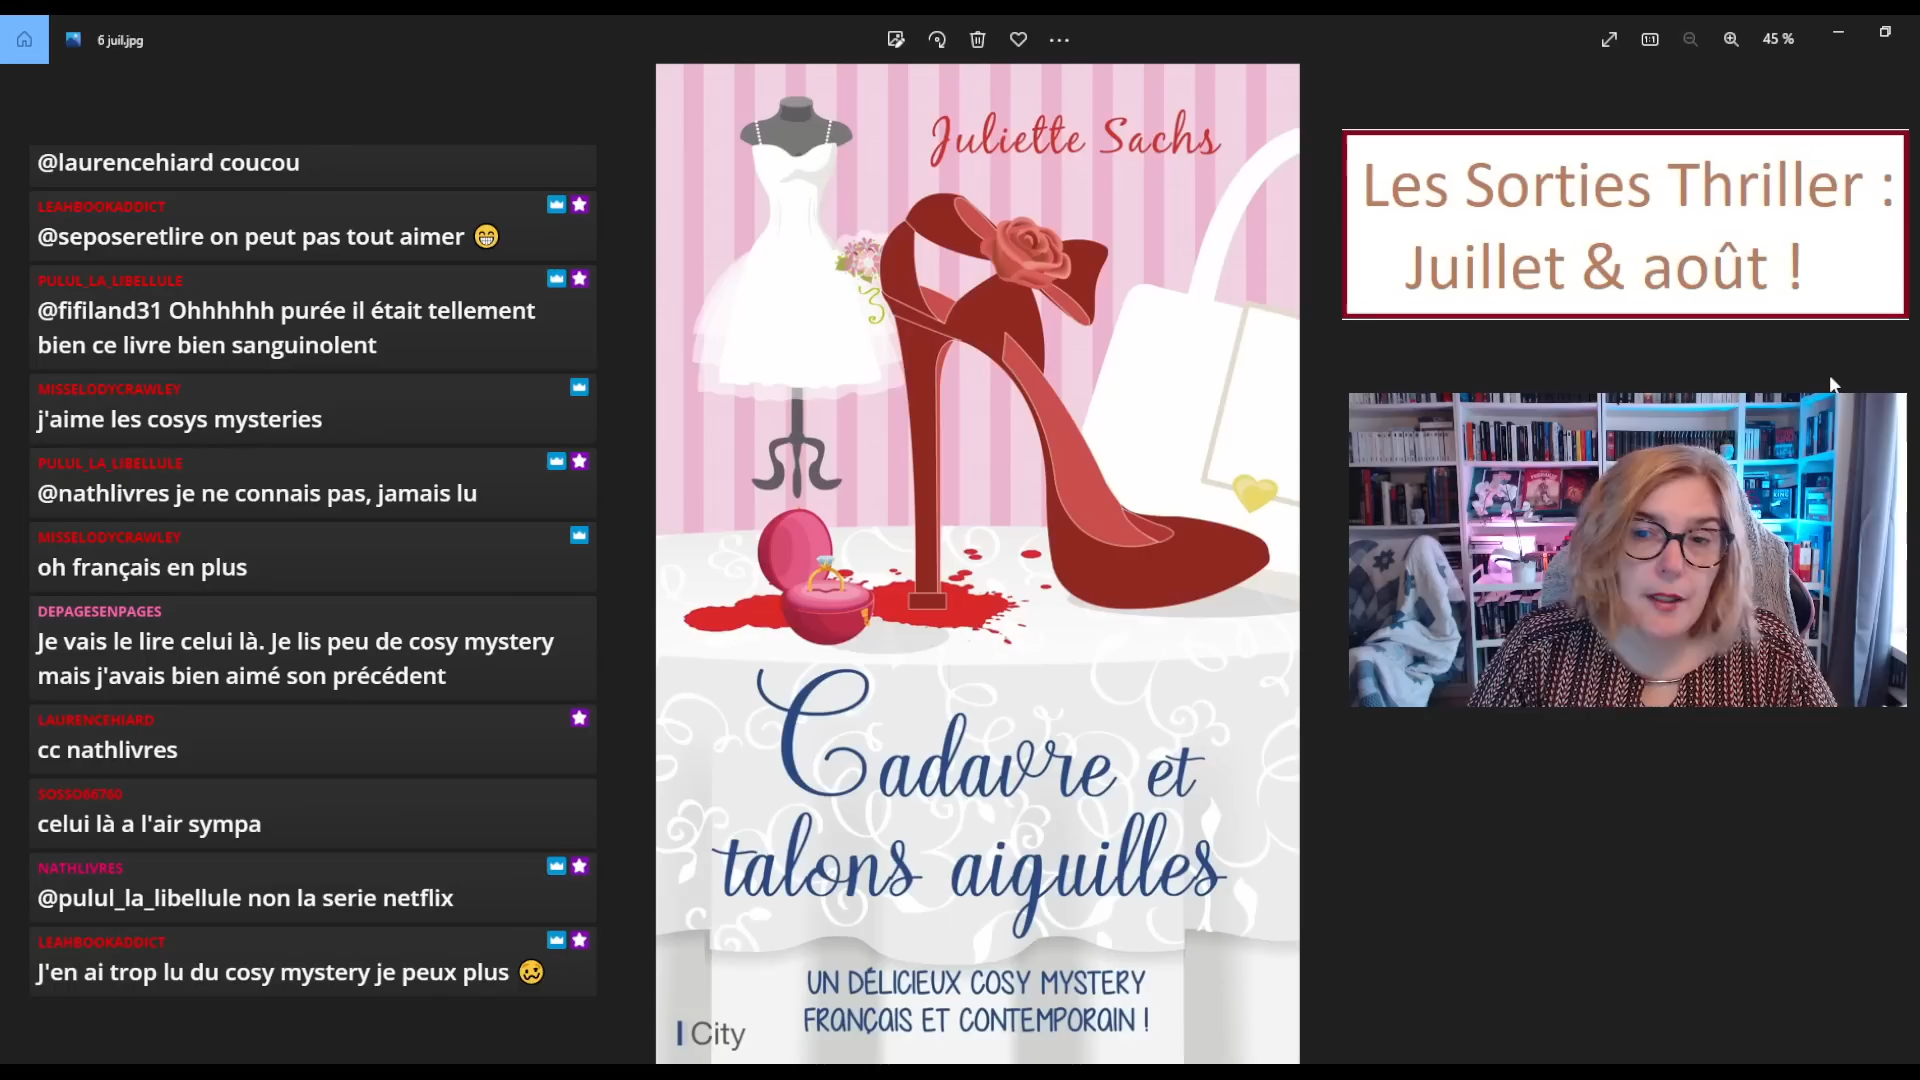 6 juil.jpg
45 %
@laurencehiard coucou
LEAHBOOKADDICT
@seposeretlire on peut pas tout aimer 😁
PULUL_LA_LIBELLULE
@fifiland31 Ohhhhhh purée il était tellement
bien ce livre bien sanguinolent
MISSELODYCRAWLEY
j'aime les cosys mysteries
PULUL_LA_LIBELLULE
@nathlivres je ne connais pas, jamais lu
MISSELODYCRAWLEY
oh français en plus
DEPAGESENPAGES
Je vais le lire celui là. Je lis peu de cosy mystery
mais j'avais bien aimé son précédent
LAURENCEHIARD
cc nathlivres
SOSSO66760
celui là a l'air sympa
NATHLIVRES
@pulul_la_libellule non la serie netflix
LEAHBOOKADDICT
J'en ai trop lu du cosy mystery je peux plus 🥴
Juliette Sachs
Cadavre et
talons aiguilles
UN DÉLICIEUX COSY MYSTERY
FRANÇAIS ET CONTEMPORAIN !
City
Les Sorties Thriller :
Juillet & août !
KING